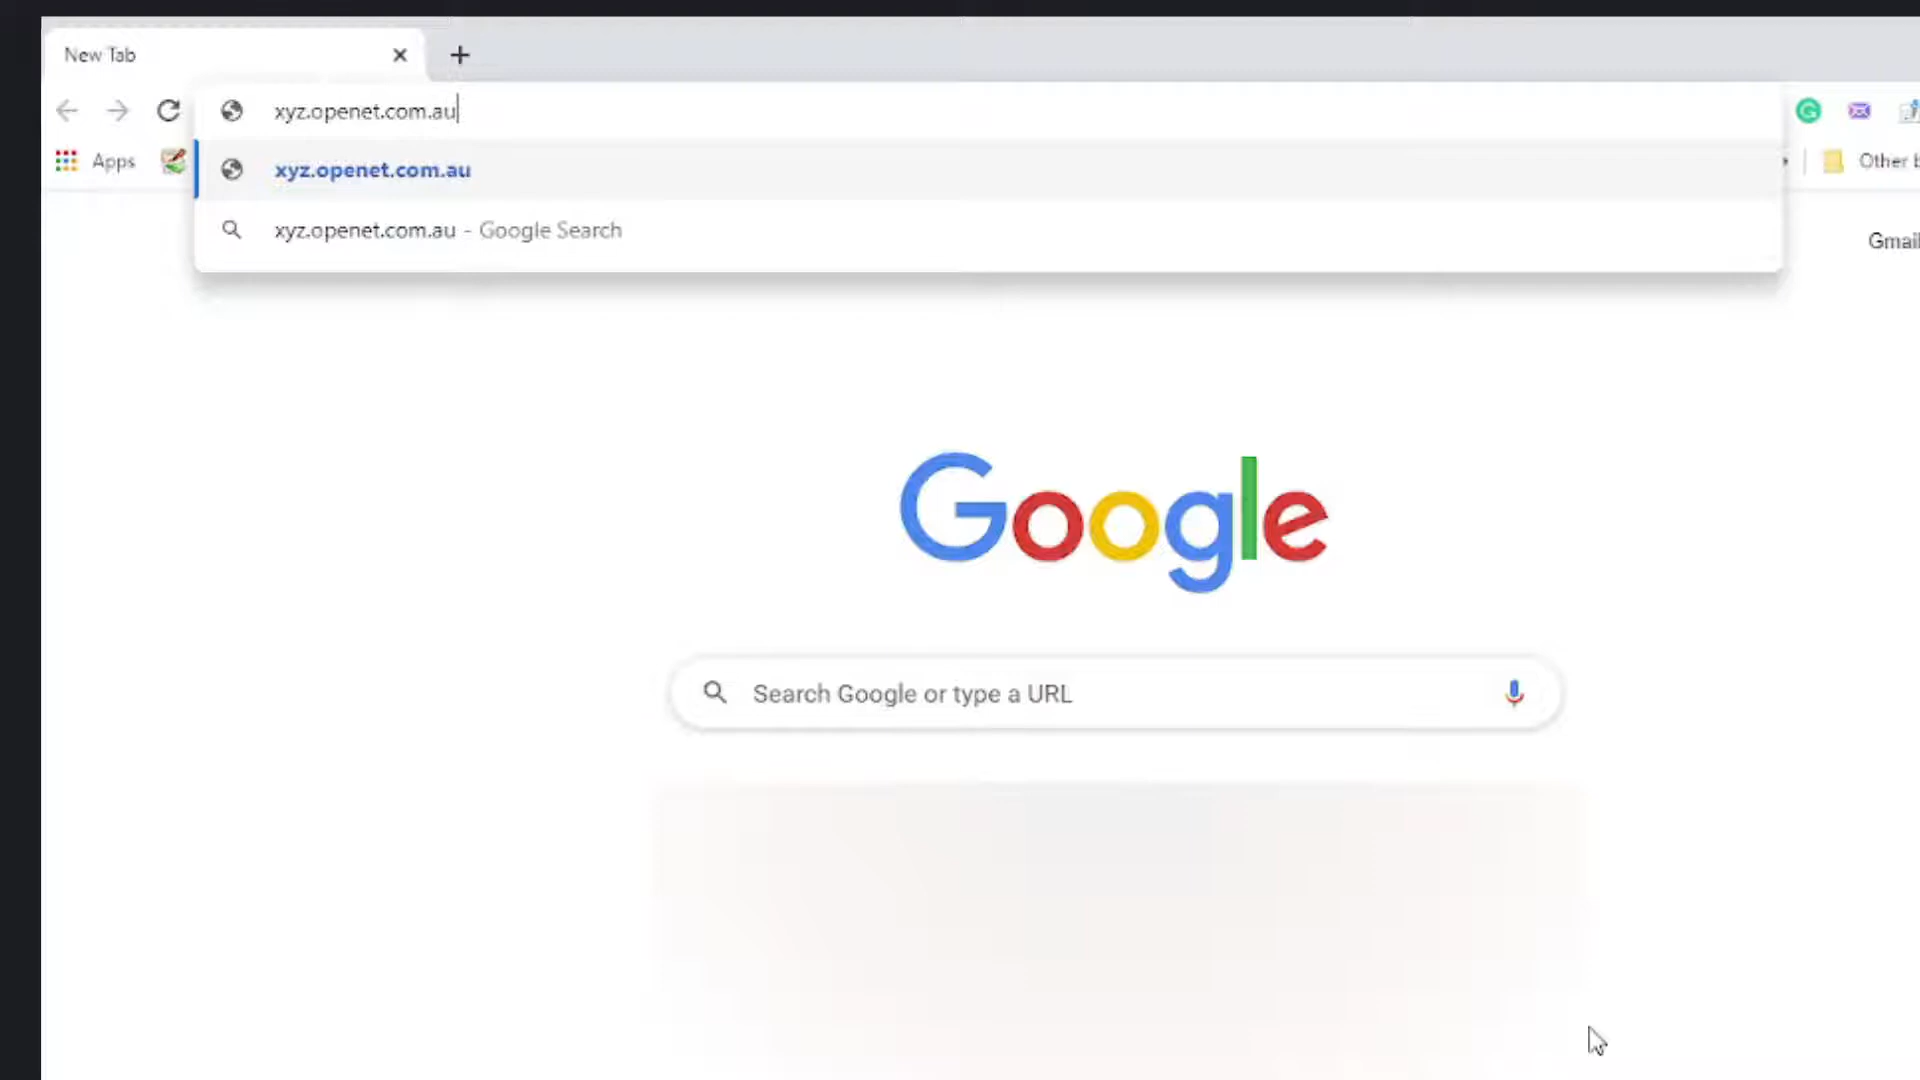 New Tab
xyz.openet.com.au
Apps
xyz.openet.com.au
Other b
xyz.openet.com.au - Google Search
Gmail
Google
Search Google or type a URL